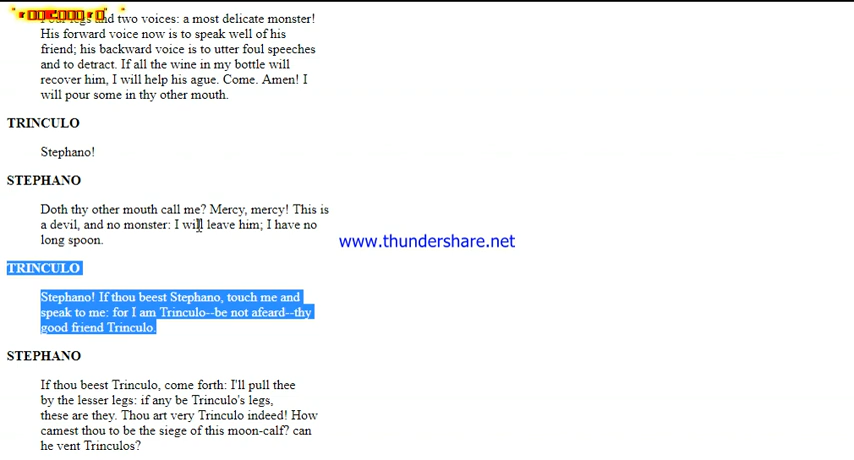 Four legs and two voices: a most delicate monster!
His forward voice now is to speak well of his
friend; his backward voice is to utter foul speeches
and to detract. If all the wine in my bottle will
recover him, I will help his ague. Come. Amen! I
will pour some in thy other mouth.
TRINCULO
Stephano!
STEPHANO
Doth thy other mouth call me? Mercy, mercy! This is
a devil, and no monster: I will leave him; I have no
long spoon.
www.thundershare.net
TRINCULO
Stephano! If thou beest Stephano, touch me and
speak to me: for I am Trinculo--be not afeard--thy
good friend Trinculo.
STEPHANO
If thou beest Trinculo, come forth: I'll pull thee
by the lesser legs: if any be Trinculo's legs,
these are they. Thou art very Trinculo indeed! How
camest thou to be the siege of this moon-calf? can
he vent Trinculos?